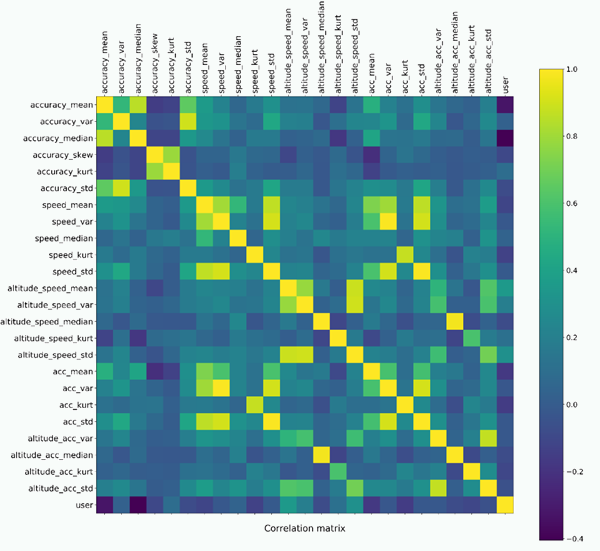 accuracy_mean
accuracy_var
accuracy_median
accuracy_skew
accuracy_kurt
accuracy_std
speed_mean
speed_var
speed_median
speed_kurt
speed_std
altitude_speed_mean
altitude_speed_var
altitude_speed_median
altitude_speed_kurt
altitude_speed_std
acc_mean
acc_var
acc_kurt
acc_std
altitude_acc_var
altitude_acc_median
altitude_acc_kurt
altitude_acc_std
user
accuracy_mean
accuracy_var
accuracy_median
accuracy_skew
accuracy_kurt
accuracy_std
speed_mean
speed_var
speed_median
speed_kurt
speed_std
altitude_speed_mean
altitude_speed_var
altitude_speed_median
altitude_speed_kurt
altitude_speed_std
acc_mean
acc_var
acc_kurt
acc_std
altitude_acc_var
altitude_acc_median
altitude_acc_kurt
altitude_acc_std
user
1.0
0.8
0.6
0.4
0.2
0.0
−0.2
−0.4
Correlation matrix